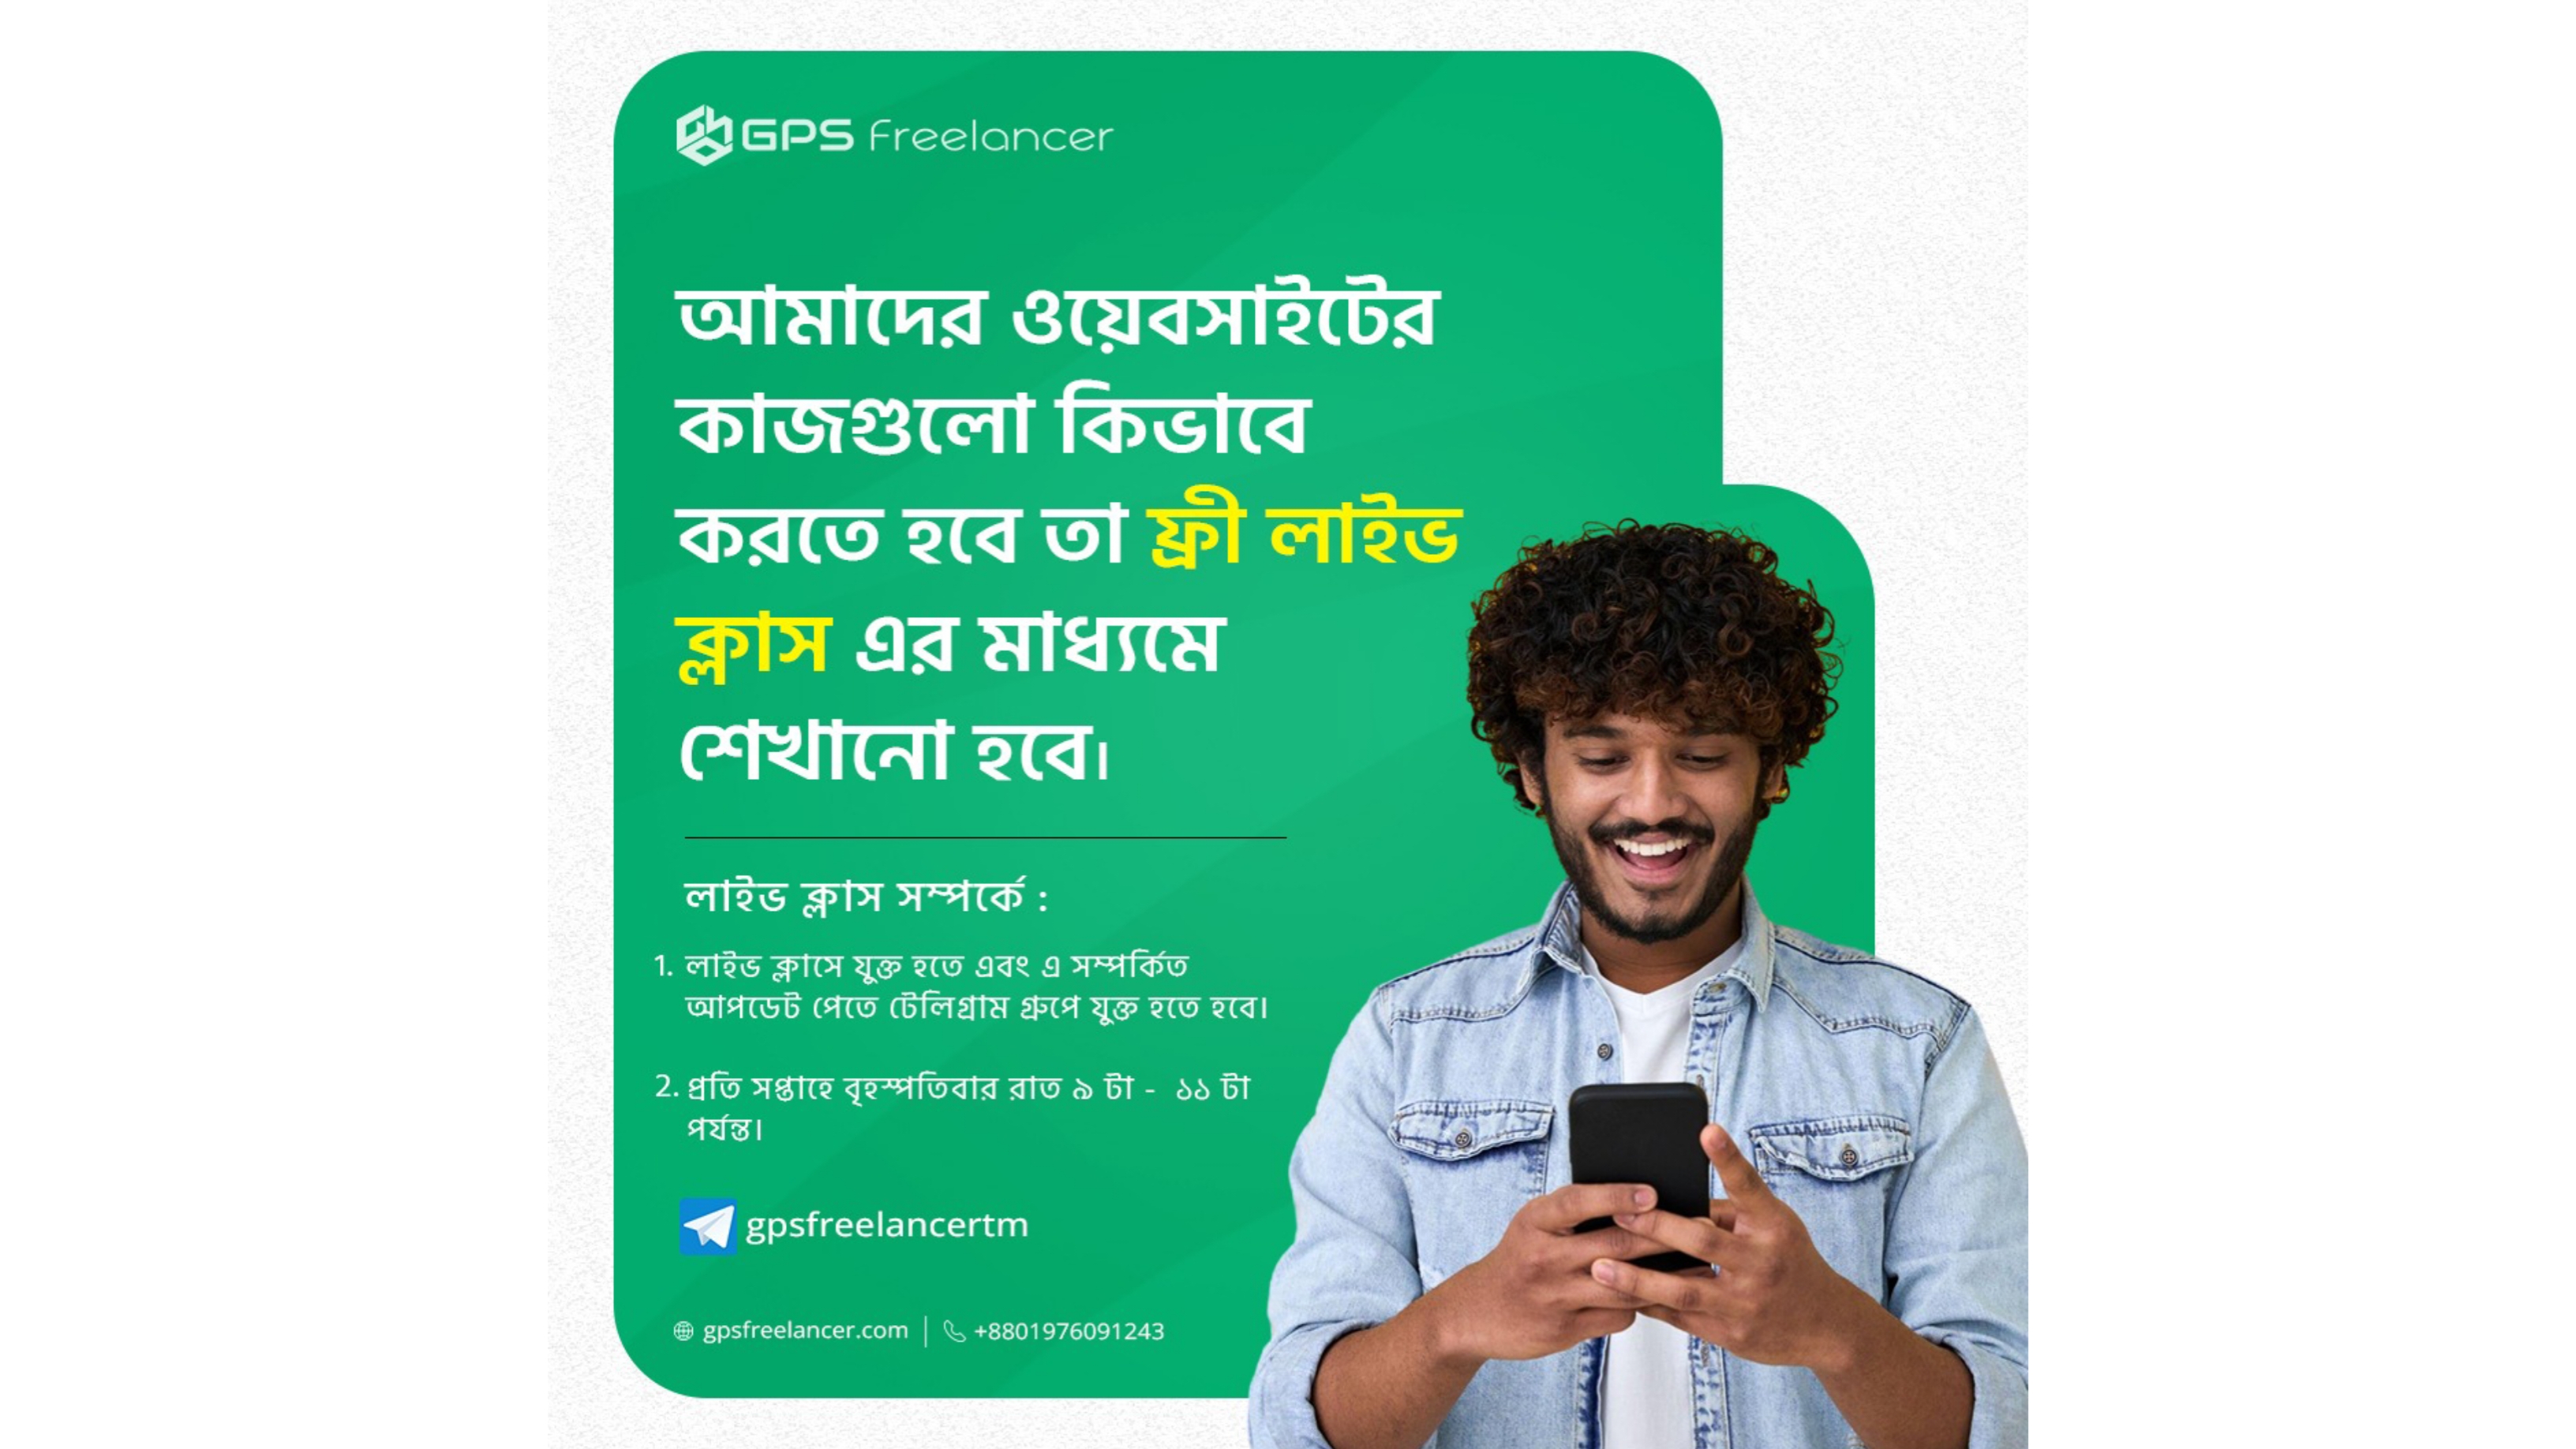 GPS Freelancer
আমাদের ওয়েবসাইটের
কাজগুলো কিভাবে
করতে হবে তা ফ্রী লাইভ
ক্লাস এর মাধ্যমে
শেখানো হবে।
লাইভ ক্লাস সম্পর্কে :
1. লাইভ ক্লাসে যুক্ত হতে এবং এ সম্পর্কিত
আপডেট পেতে টেলিগ্রাম গ্রুপে যুক্ত হতে হবে।
2. প্রতি সপ্তাহে বৃহস্পতিবার রাত ৯ টা - ১১ টা
পর্যন্ত।
gpsfreelancertm
gpsfreelancer.com | +8801976091243